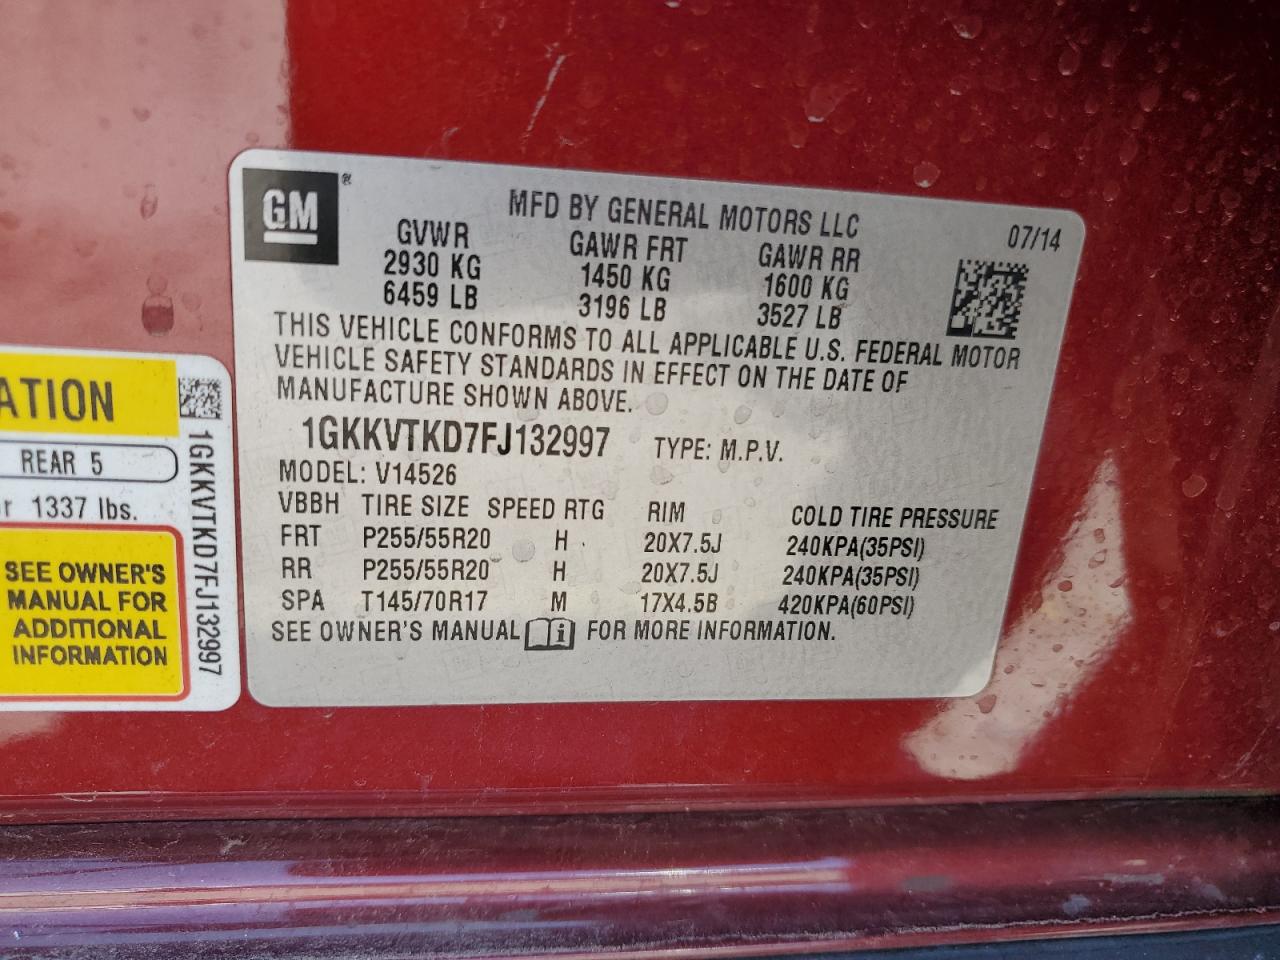 GM ®
MFD BY GENERAL MOTORS LLC
07/14
GVWR GAWR FRT GAWR RR
2930 KG 1450 KG 1600 KG
6459 LB 3196 LB 3527 LB
THIS VEHICLE CONFORMS TO ALL APPLICABLE U.S. FEDERAL MOTOR
VEHICLE SAFETY STANDARDS IN EFFECT ON THE DATE OF
MANUFACTURE SHOWN ABOVE.
1GKKVTKD7FJ132997 TYPE: M.P.V.
MODEL: V14526
VBBH TIRE SIZE SPEED RTG RIM COLD TIRE PRESSURE
FRT P255/55R20 H 20X7.5J 240KPA(35PSI)
RR P255/55R20 H 20X7.5J 240KPA(35PSI)
SPA T145/70R17 M 17X4.5B 420KPA(60PSI)
SEE OWNER'S MANUAL i FOR MORE INFORMATION.
ATION
REAR 5
r 1337 lbs.
SEE OWNER'S
MANUAL FOR
ADDITIONAL
INFORMATION
1GKKVTKD7FJ132997